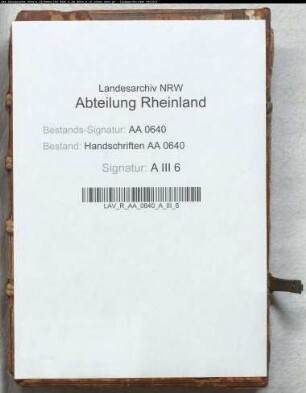 Landesarchiv NRW
Abteilung Rheinland
Bestands-Signatur: AA 0640
Bestand: Handschriften AA 0640
Signatur: A III 6
LAV_R_AA_0640_A_III_6